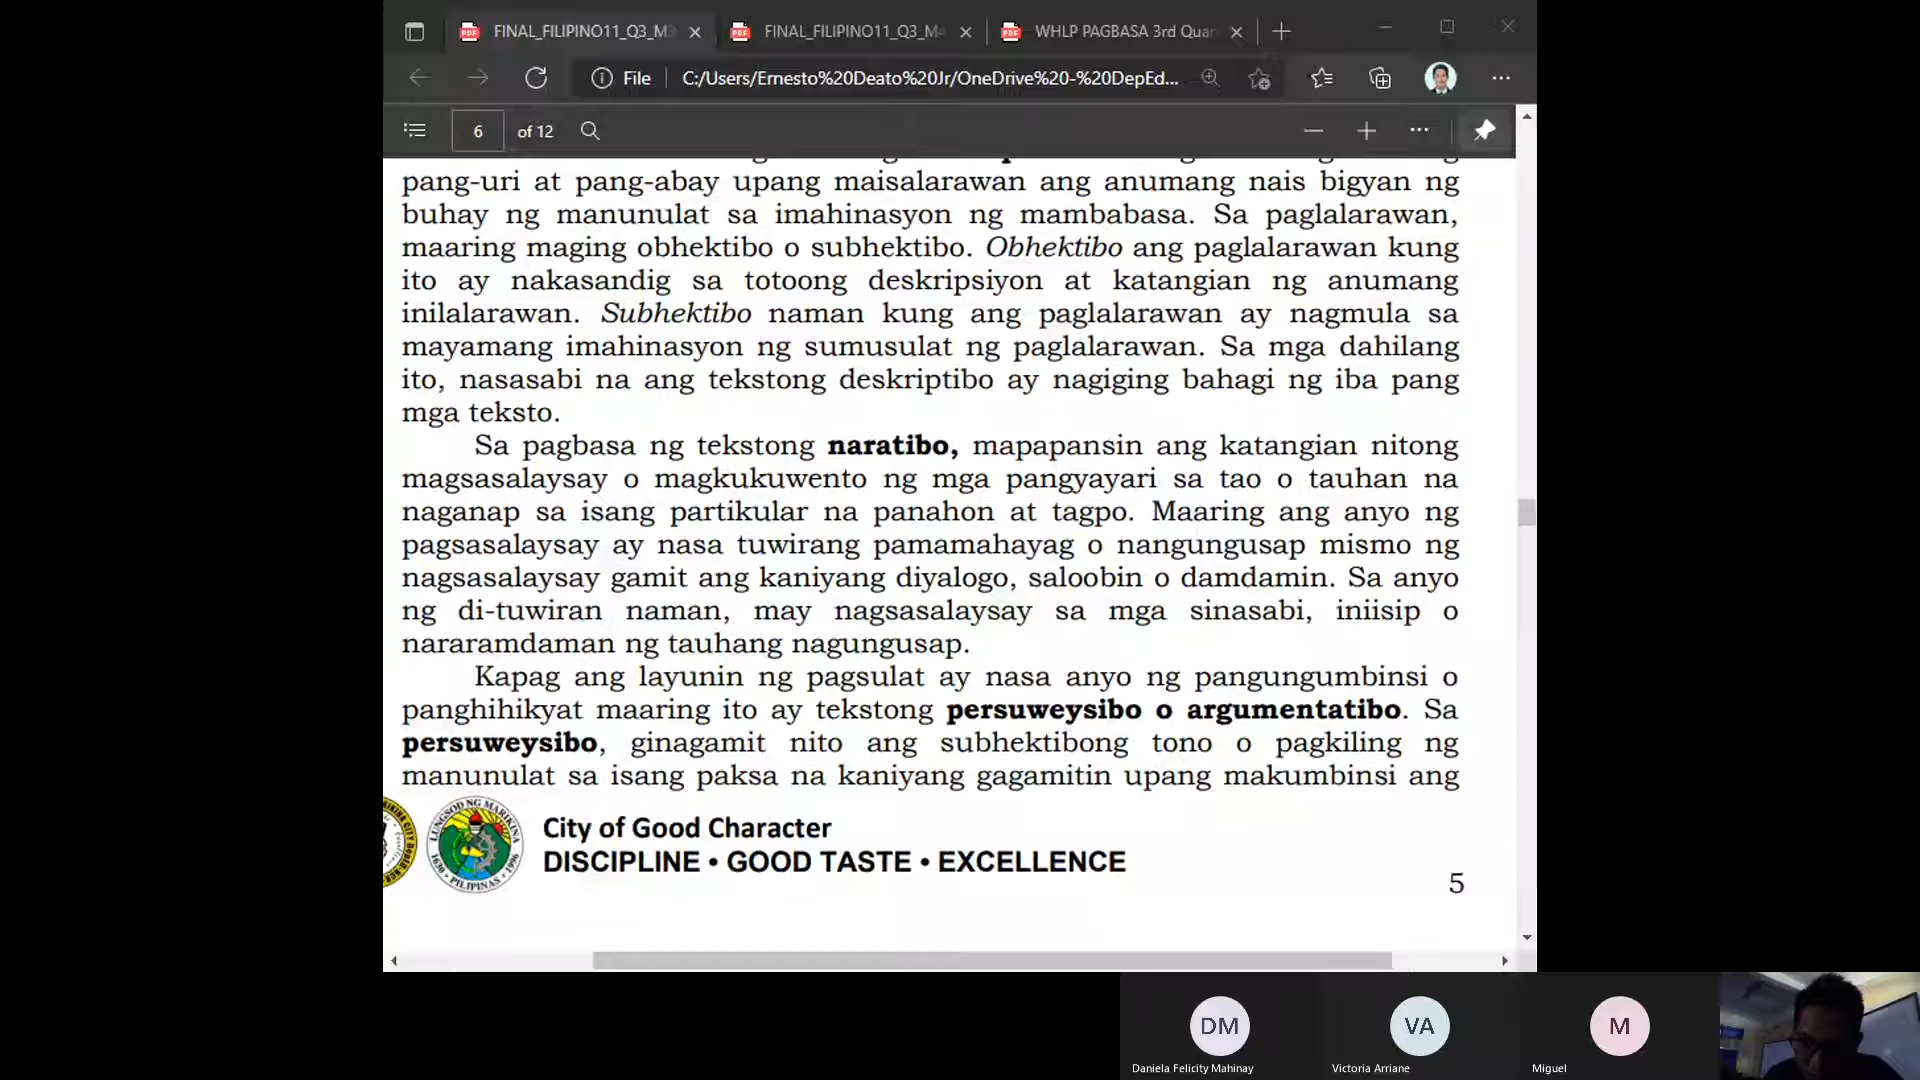 FINAL_FILIPINO11_Q3_M3
FINAL_FILIPINO11_Q3_M4
WHLP PAGBASA 3rd Quar
File
C:/Users/Ernesto%20Deato%20Jr/OneDrive%20-%20DepEd...
6 of 12
pang-uri at pang-abay upang maisalarawan ang anumang nais bigyan ng
buhay ng manunulat sa imahinasyon ng mambabasa. Sa paglalarawan,
maaring maging obhektibo o subhektibo. Obhektibo ang paglalarawan kung
ito ay nakasandig sa totoong deskripsiyon at katangian ng anumang
inilalarawan. Subhektibo naman kung ang paglalarawan ay nagmula sa
mayamang imahinasyon ng sumusulat ng paglalarawan. Sa mga dahilang
ito, nasasabi na ang tekstong deskriptibo ay nagiging bahagi ng iba pang
mga teksto.
Sa pagbasa ng tekstong naratibo, mapapansin ang katangian nitong
magsasalaysay o magkukuwento ng mga pangyayari sa tao o tauhan na
naganap sa isang partikular na panahon at tagpo. Maaring ang anyo ng
pagsasalaysay ay nasa tuwirang pamamahayag o nangungusap mismo ng
nagsasalaysay gamit ang kaniyang diyalogo, saloobin o damdamin. Sa anyo
ng di-tuwiran naman, may nagsasalaysay sa mga sinasabi, iniisip o
nararamdaman ng tauhang nagungusap.
Kapag ang layunin ng pagsulat ay nasa anyo ng pangungumbinsi o
panghihikyat maaring ito ay tekstong persuweysibo o argumentatibo. Sa
persuweysibo, ginagamit nito ang subhektibong tono o pagkiling ng
manunulat sa isang paksa na kaniyang gagamitin upang makumbinsi ang
LUNGSOD NG MARIKINA
1630 PILIPINAS 1996
City of Good Character
DISCIPLINE • GOOD TASTE • EXCELLENCE
5
DM
VA
M
Daniela Felicity Mahinay
Victoria Arriane
Miguel